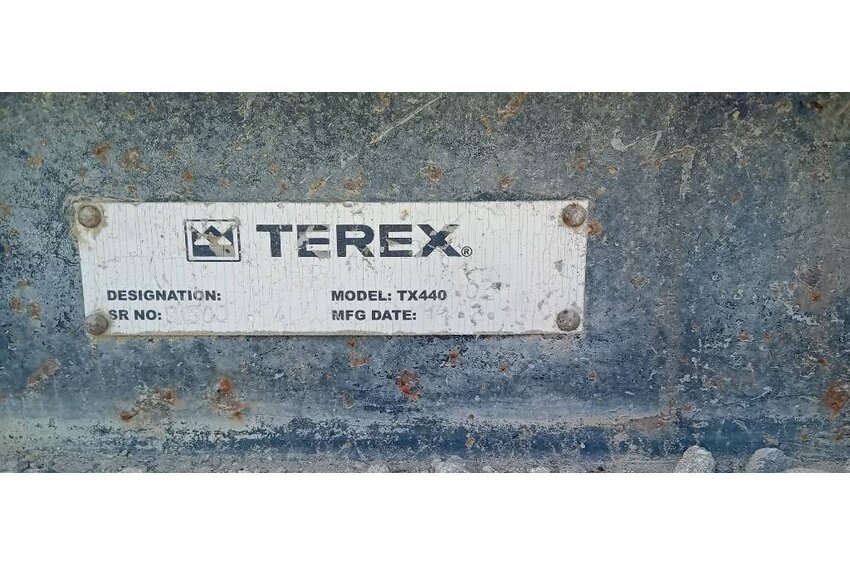 TEREX®
DESIGNATION:
MODEL: TX440
SR NO:
MFG DATE: